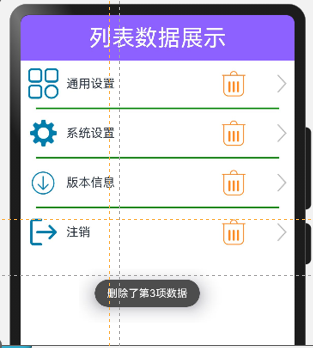 列表数据展示
通用设置
系统设置
版本信息
注销
删除了第3项数据